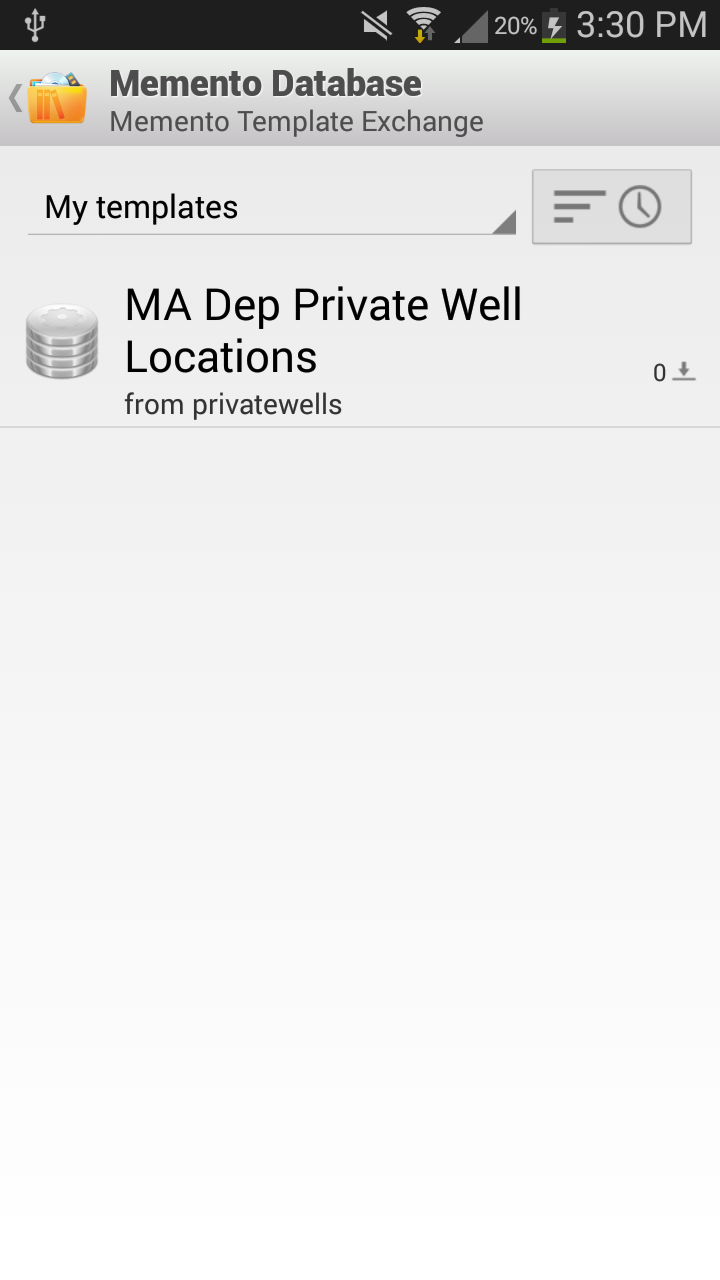 20% 3:30 PM
Memento Database
Memento Template Exchange
My templates
MA Dep Private Well
Locations
0
from privatewells